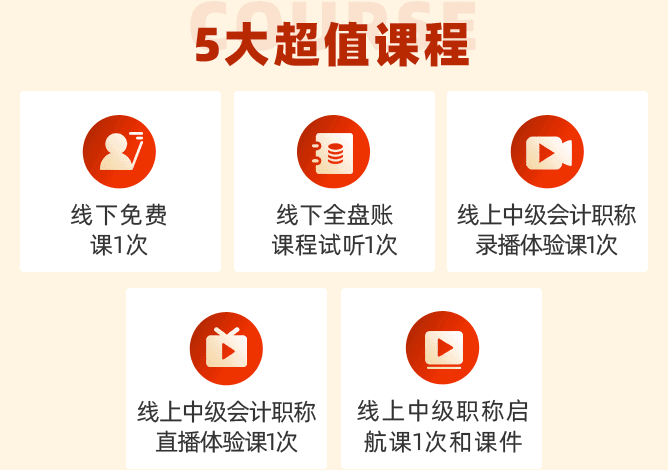 COURSE
5大超值课程
线下免费
课1次
线下全盘账
课程试听1次
线上中级会计职称
录播体验课1次
线上中级会计职称
直播体验课1次
线上中级职称启
航课1次和课件